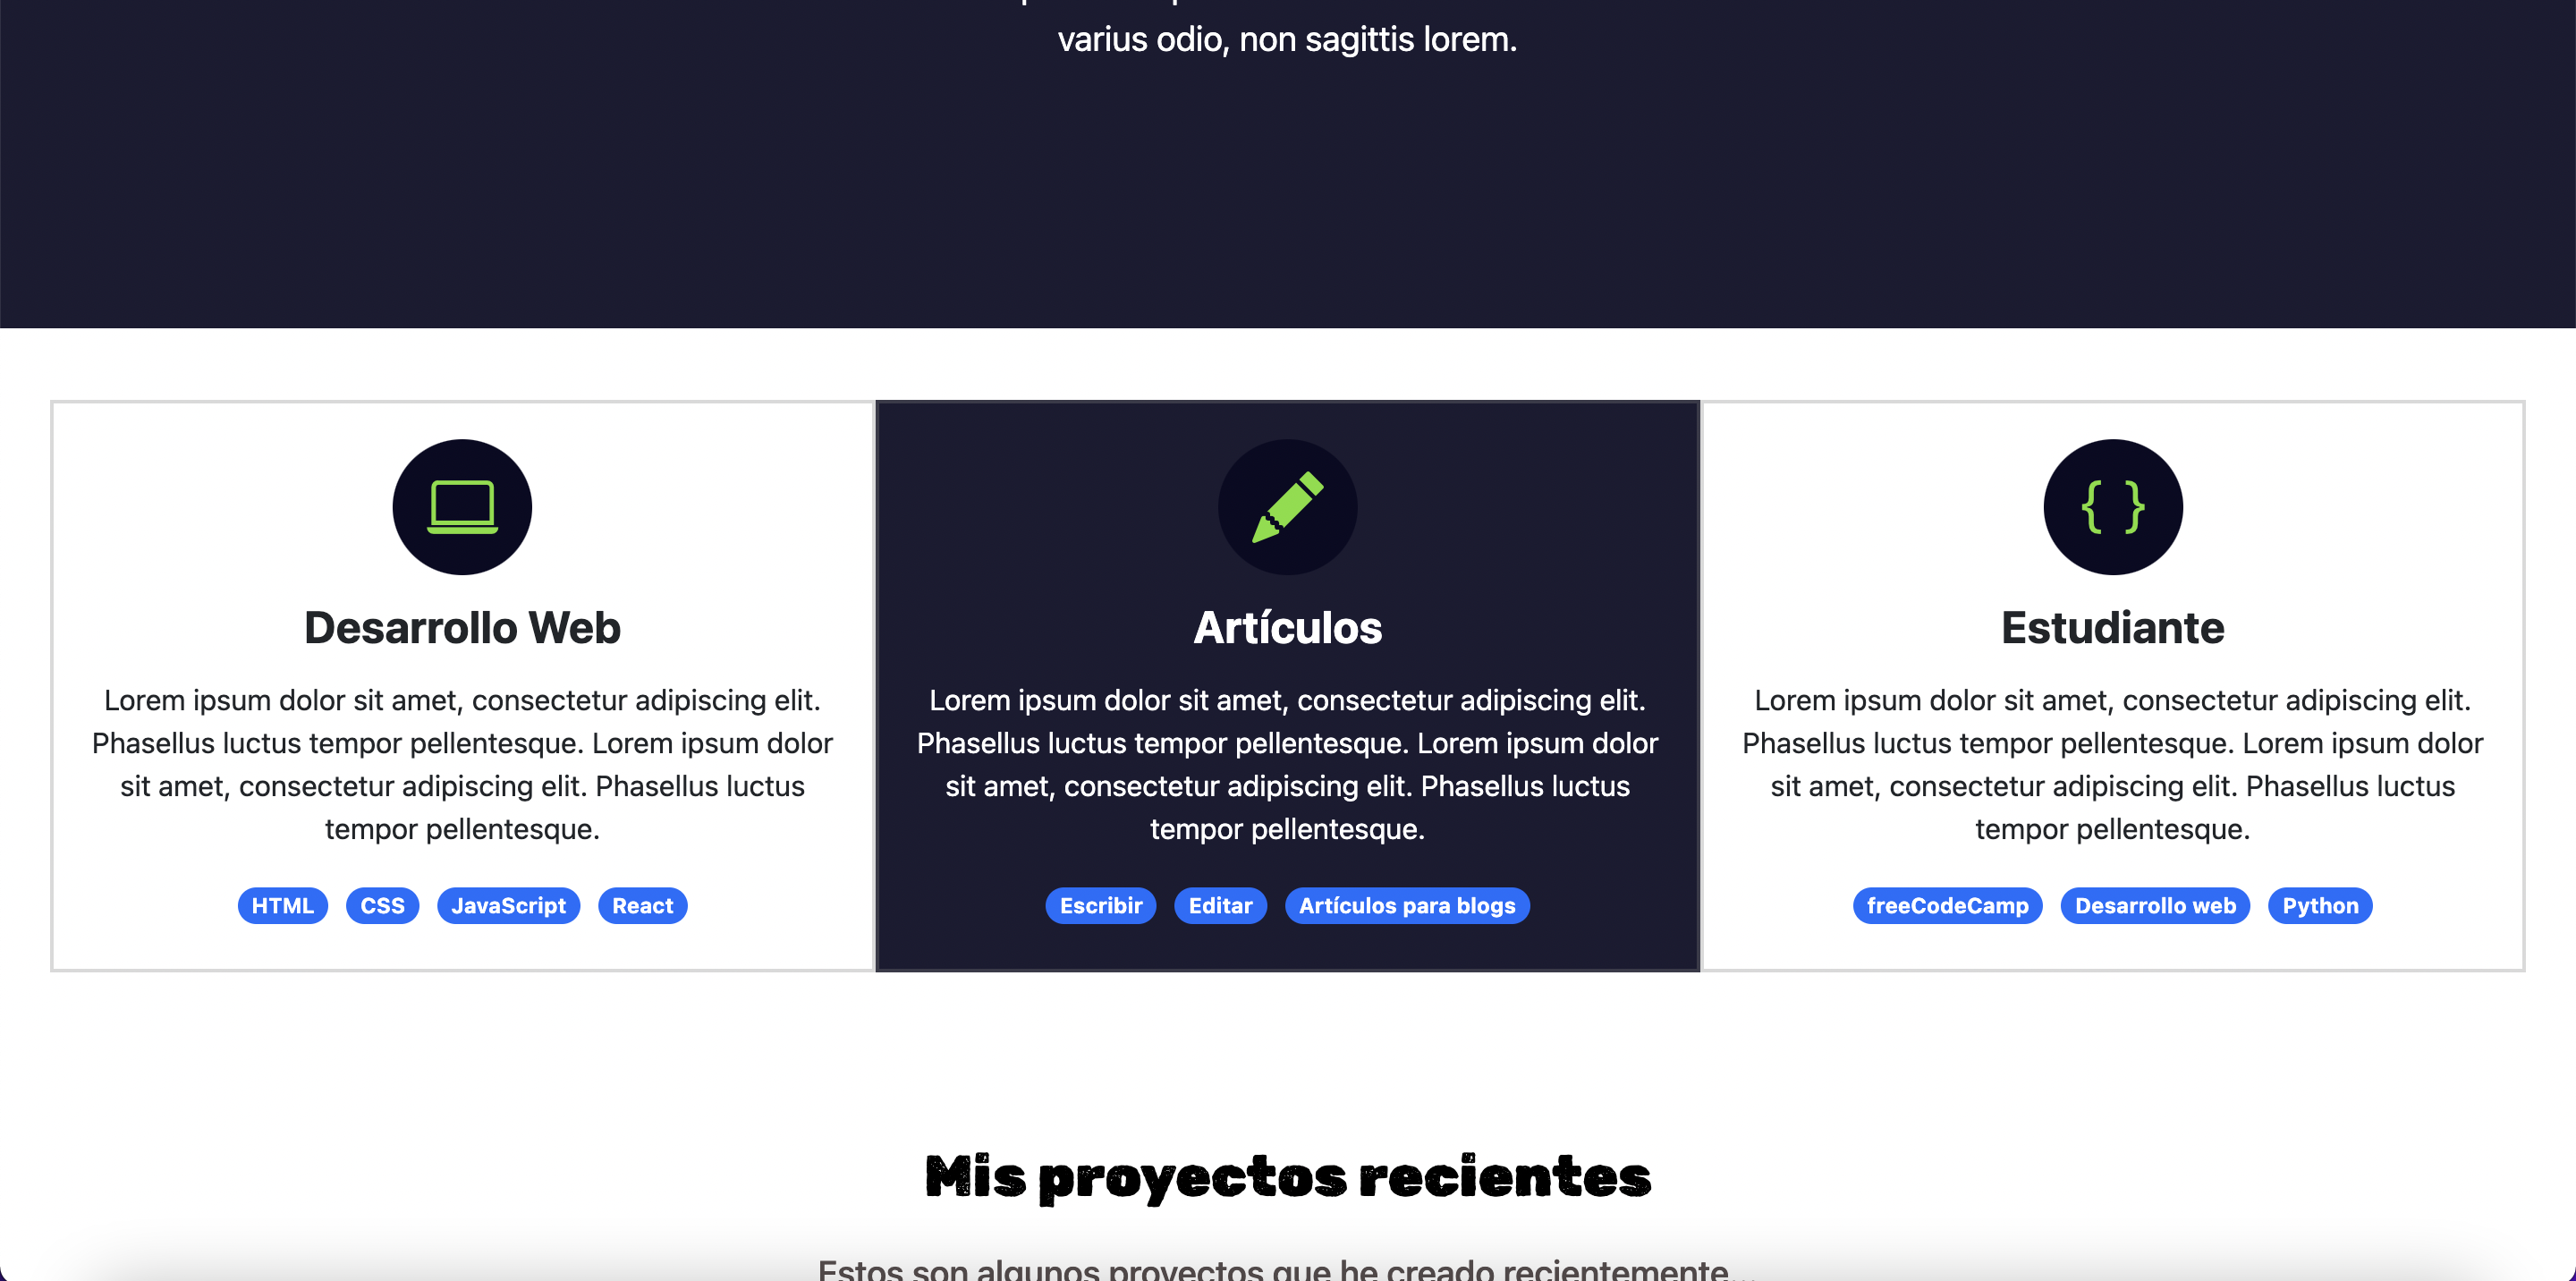 varius odio, non sagittis lorem.
Desarrollo Web
Lorem ipsum dolor sit amet, consectetur adipiscing elit.
Phasellus luctus tempor pellentesque. Lorem ipsum dolor
sit amet, consectetur adipiscing elit. Phasellus luctus
tempor pellentesque.
HTML CSS JavaScript React
Artículos
Lorem ipsum dolor sit amet, consectetur adipiscing elit.
Phasellus luctus tempor pellentesque. Lorem ipsum dolor
sit amet, consectetur adipiscing elit. Phasellus luctus
tempor pellentesque.
Escribir Editar Artículos para blogs
{ }
Estudiante
Lorem ipsum dolor sit amet, consectetur adipiscing elit.
Phasellus luctus tempor pellentesque. Lorem ipsum dolor
sit amet, consectetur adipiscing elit. Phasellus luctus
tempor pellentesque.
freeCodeCamp Desarrollo web Python
Mis proyectos recientes
Estos son algunos proyectos que he creado recientemente...